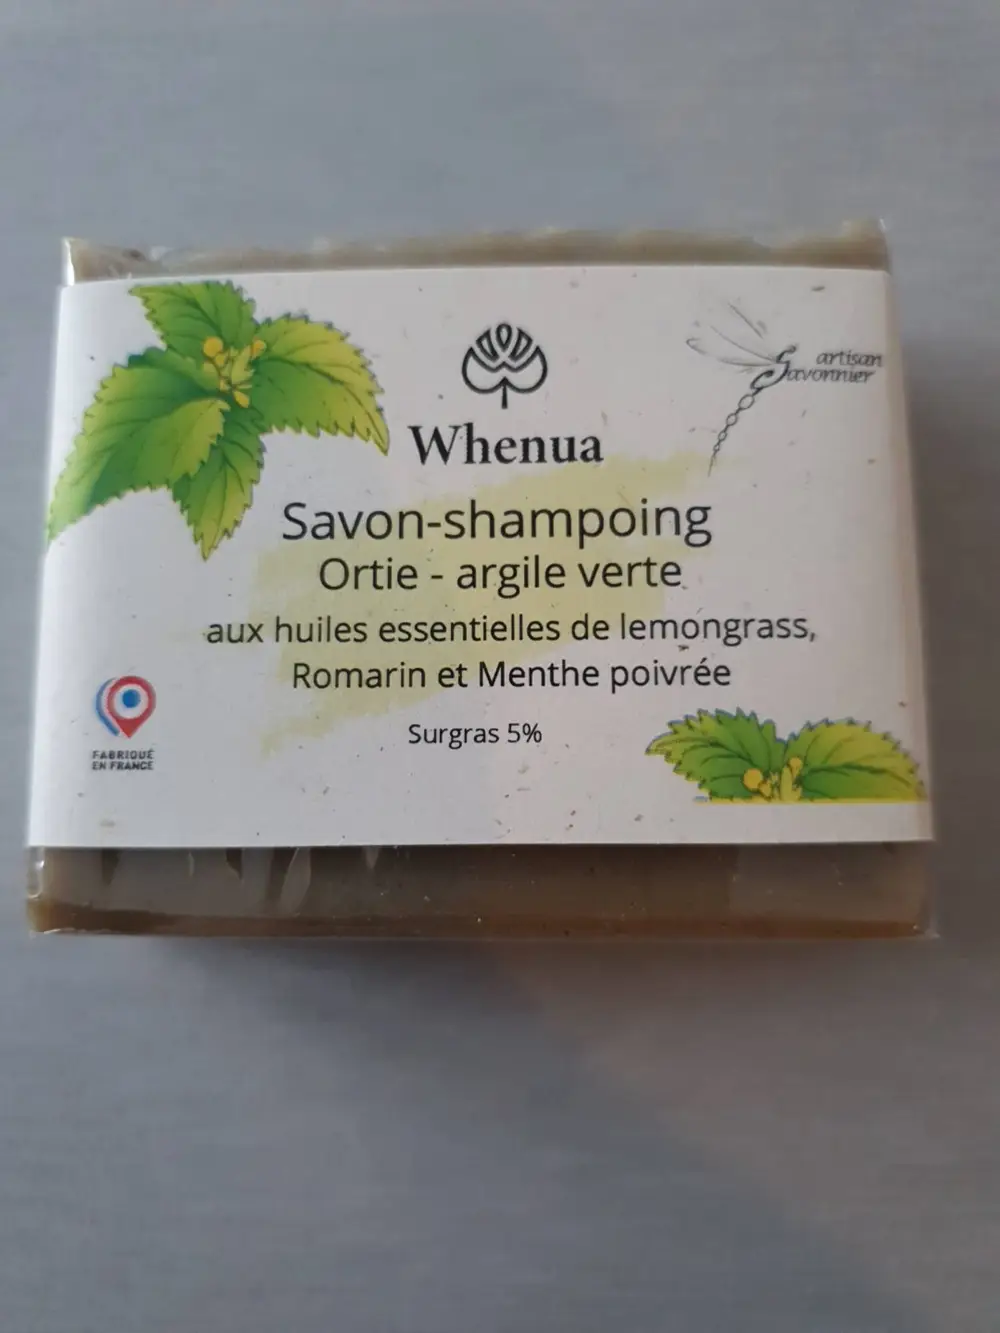 Whenua
artisan
Savonnier
Savon-shampoing
Ortie - argile verte
aux huiles essentielles de lemongrass,
Romarin et Menthe poivrée
Surgras 5%
FABRIQUÉ
EN FRANCE